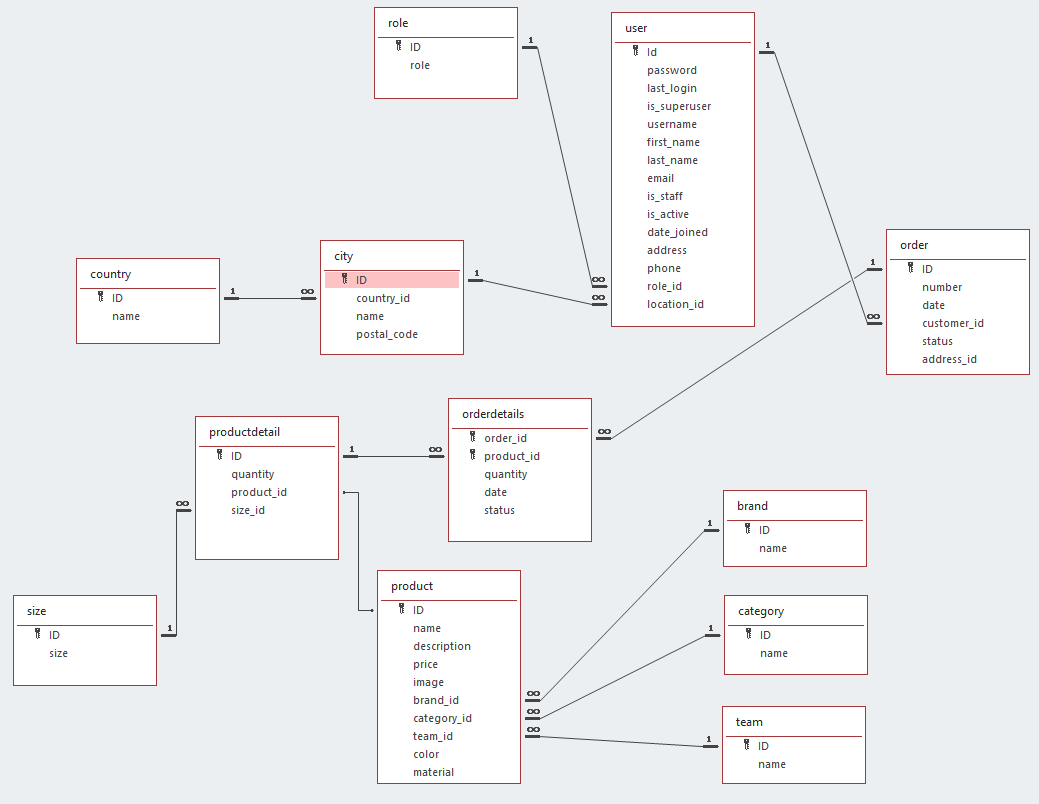 role
ID
role
1
user
Id
password
last_login
is_superuser
username
first_name
last_name
email
is_staff
is_active
date_joined
address
phone
role_id
location_id
1
∞
∞
order
ID
number
date
customer_id
status
address_id
1
∞
country
ID
name
1
∞
city
ID
country_id
name
postal_code
1
productdetail
ID
quantity
product_id
size_id
1
∞
∞
orderdetails
order_id
product_id
quantity
date
status
∞
size
ID
size
1
product
ID
name
description
price
image
brand_id
category_id
team_id
color
material
∞
∞
∞
brand
ID
name
1
category
ID
name
1
team
ID
name
1